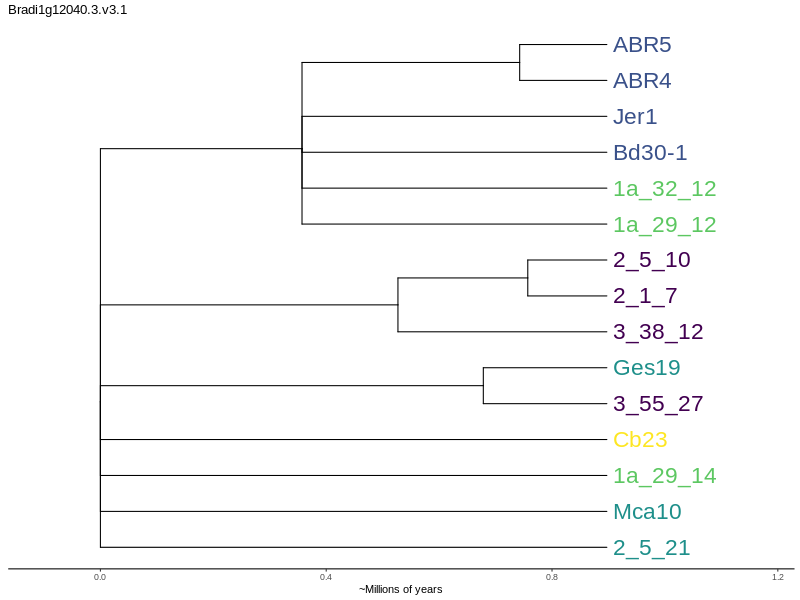 Bradi1g12040.3.v3.1
ABR5
ABR4
Jer1
Bd30-1
1a_32_12
1a_29_12
2_5_10
2_1_7
3_38_12
Ges19
3_55_27
Cb23
1a_29_14
Mca10
2_5_21
0.0 0.4 0.8 1.2
~Millions of years